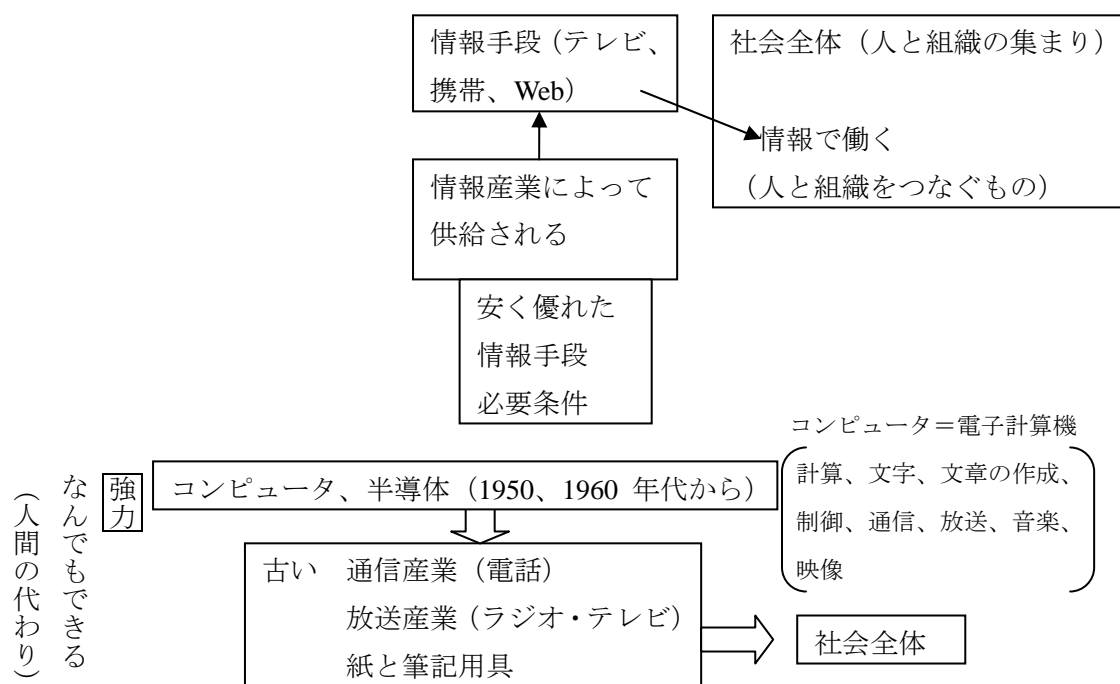 情報手段（テレビ、
携帯、Web）
社会全体（人と組織の集まり）
情報で働く
（人と組織をつなぐもの）
情報産業によって
供給される
安く優れた
情報手段
必要条件
コンピュータ＝電子計算機
計算、文字、文章の作成、
制御、通信、放送、音楽、
映像
強力
なんでもできる
（人間の代わり）
コンピュータ、半導体（1950、1960 年代から）
古い　通信産業（電話）
放送産業（ラジオ・テレビ）
紙と筆記用具
社会全体